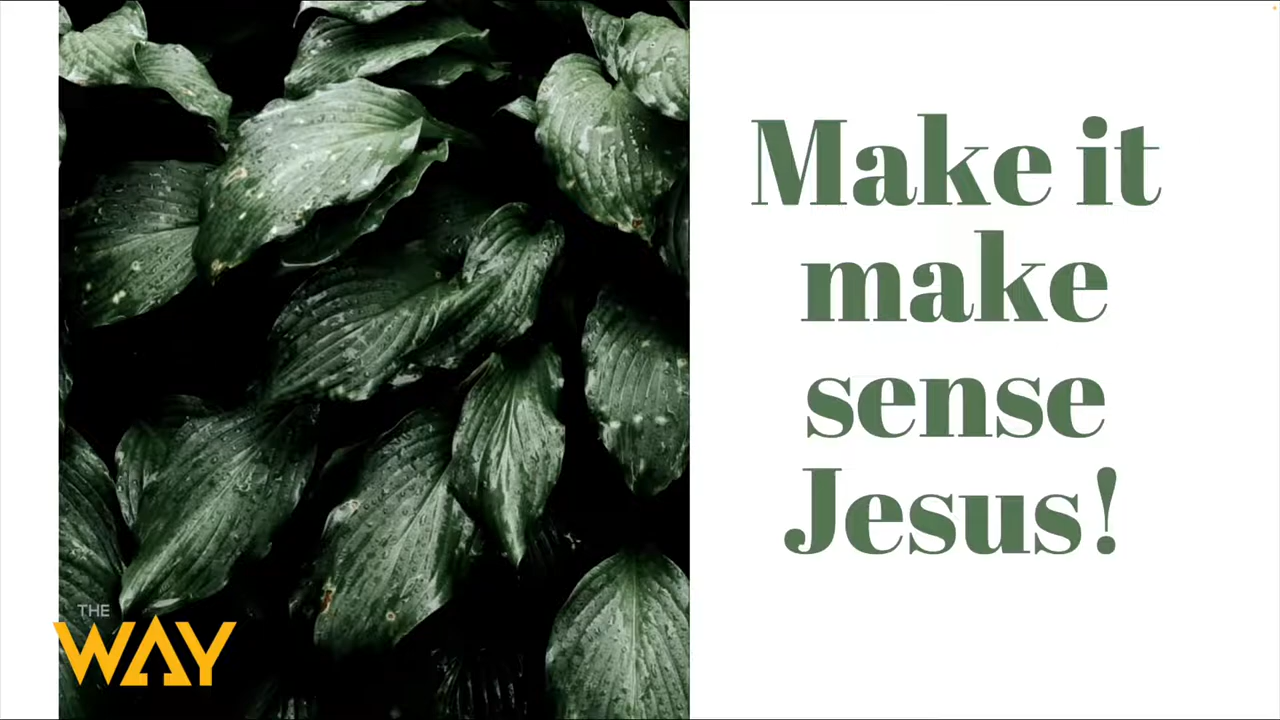 Make it
make
sense
Jesus!
THE
WAY